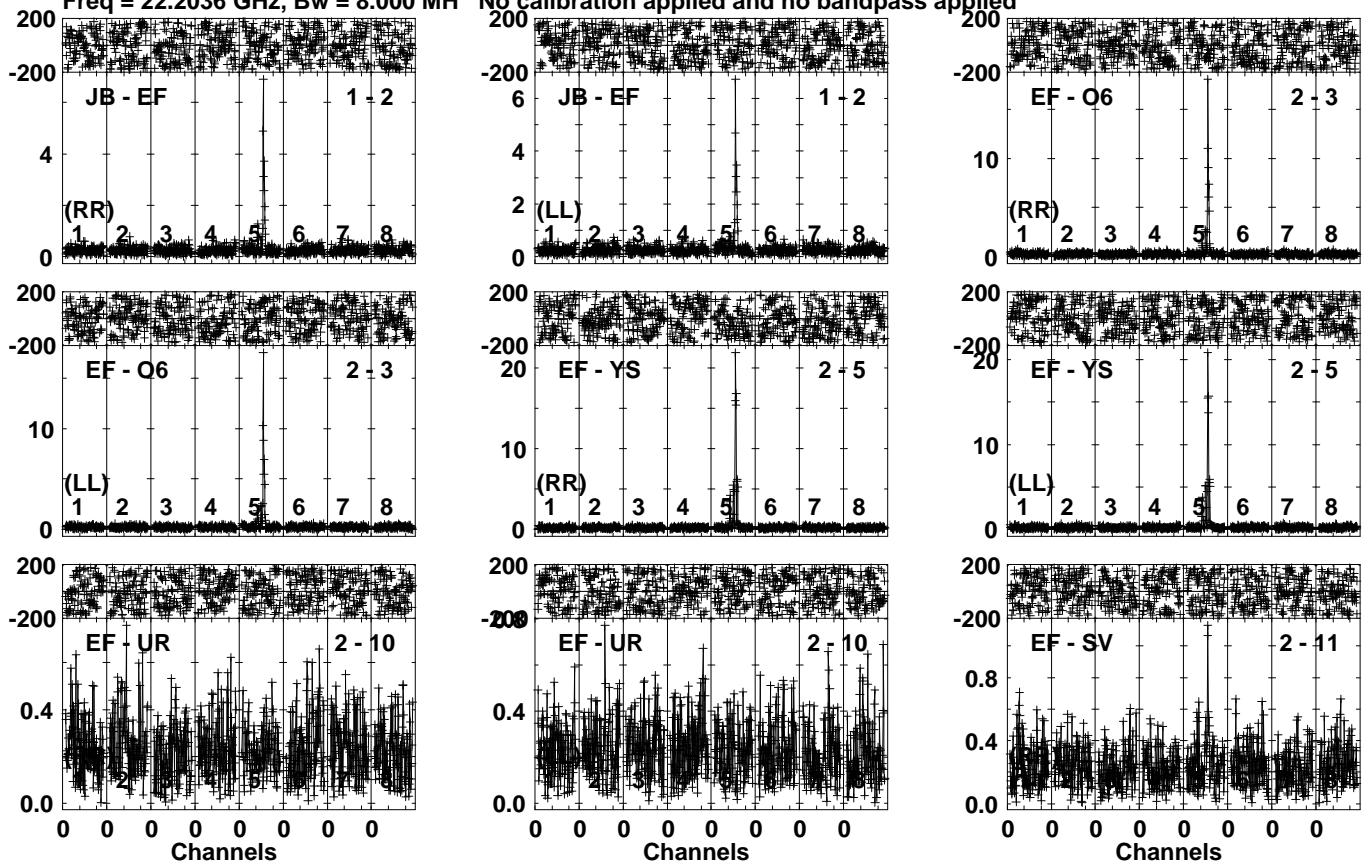 Freq = 22.2036 GHz, Bw = 8.000 MH No calibration applied and no bandpass applied
200 200 200
-200 -200 -200
JB - EF 1 - 2 JB - EF 1 - 2 EF - O6 2 - 3
6
4 4 10
2
(RR) (LL) (RR)
1 2 3 4 5 6 7 8 1 2 3 4 5 6 7 8 1 2 3 4 5 6 7 8
0 0 0
200 200 200
-200 -200 -200
EF - O6 2 - 3 EF - YS 2 - 5 EF - YS 2 - 5
20 20
10 10 10
(LL) (RR) (LL)
1 2 3 4 5 6 7 8 1 2 3 4 5 6 7 8 1 2 3 4 5 6 7 8
0 0 0
200 200 200
-200 -200 0.8 -200
EF - UR 2 - 10 EF - UR 2 - 10 EF - SV 2 - 11
0.8
0.4 0.4 0.4
0.0 0.0 0.0
0 0 0 0 0 0 0 0 0 0 0 0 0 0 0 0 0 0 0 0 0 0 0 0
Channels Channels Channels